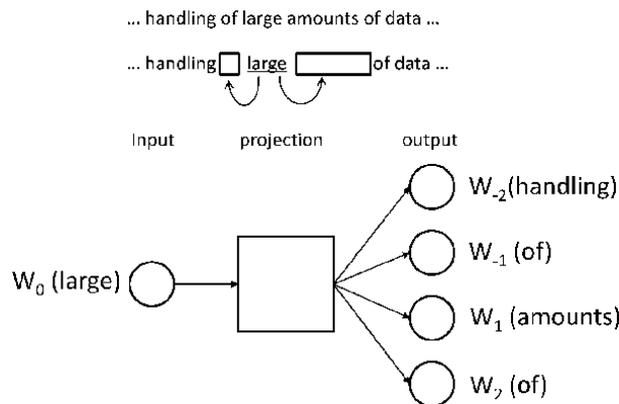 ... handling of large amounts of data ...
... handling large of data ...
Input projection output
W-2(handling)
W-1 (of)
W0 (large)
W1 (amounts)
W2 (of)